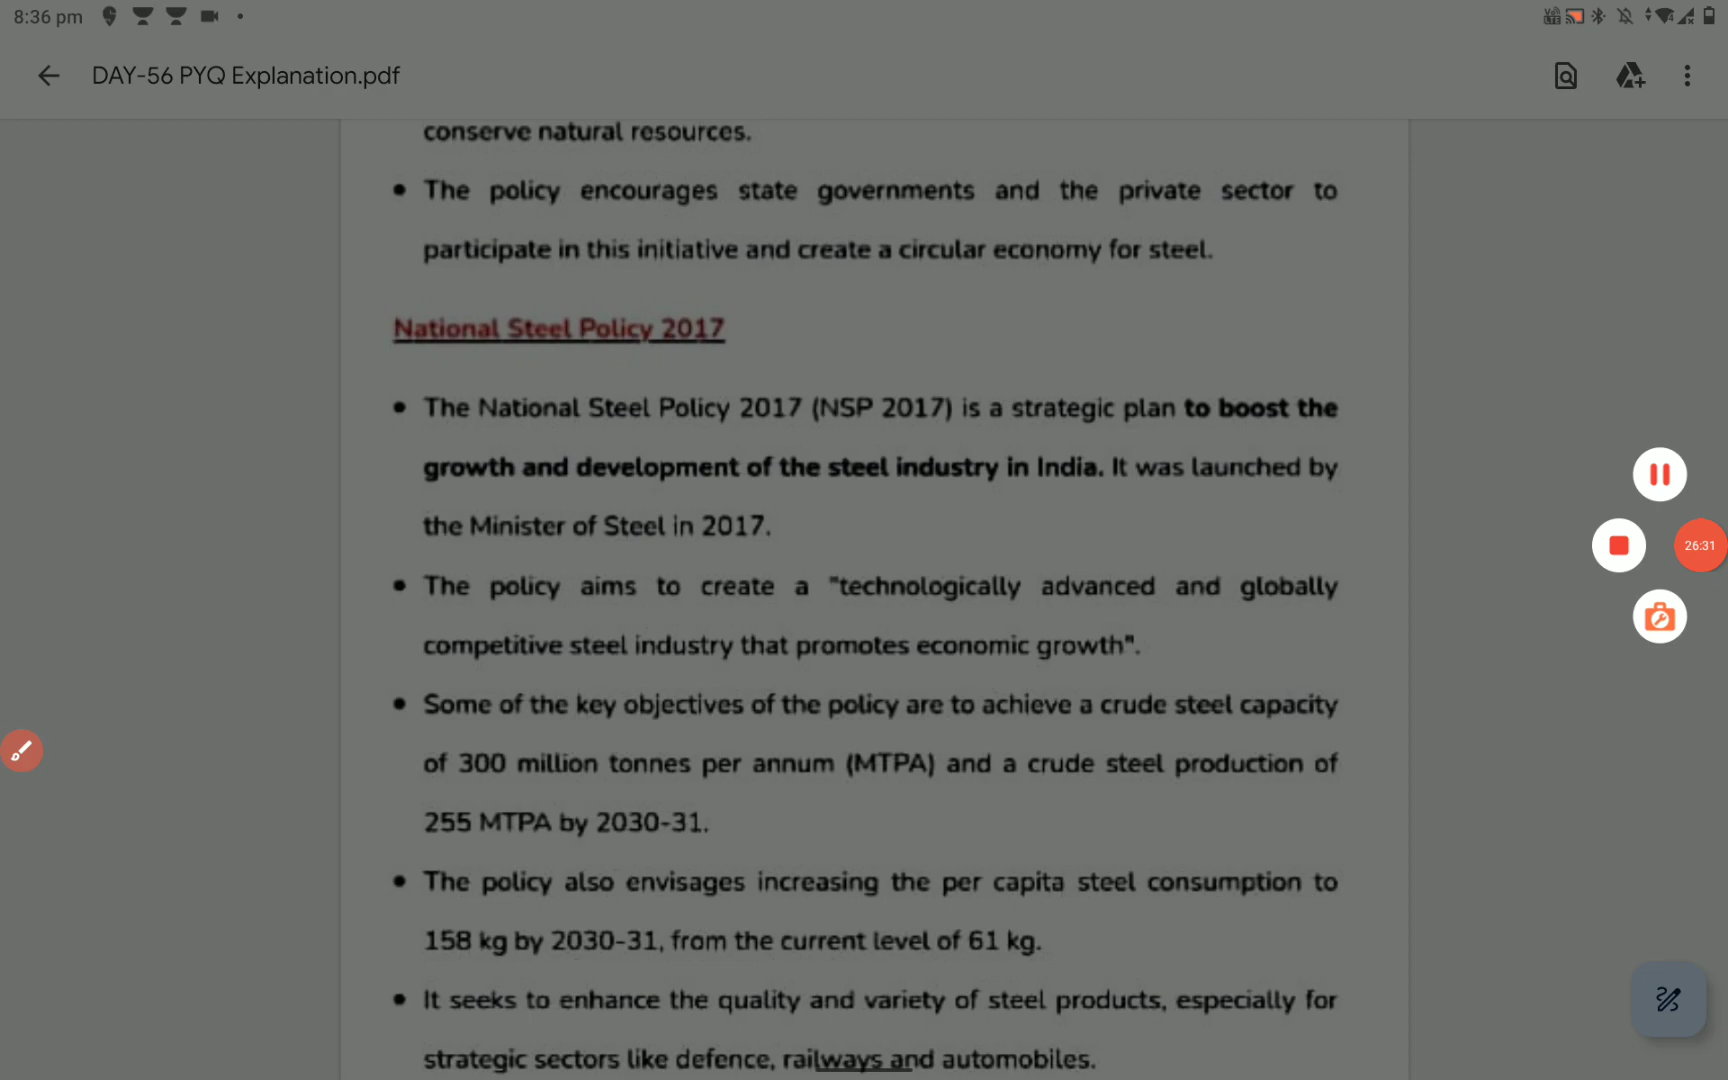 8:36 pm
DAY-56 PYQ Explanation.pdf
conserve natural resources.
• The policy encourages state governments and the private sector to
participate in this initiative and create a circular economy for steel.
National Steel Policy 2017
• The National Steel Policy 2017 (NSP 2017) is a strategic plan to boost the
growth and development of the steel industry in India. It was launched by
the Minister of Steel in 2017.
• The policy aims to create a "technologically advanced and globally
competitive steel industry that promotes economic growth".
• Some of the key objectives of the policy are to achieve a crude steel capacity
of 300 million tonnes per annum (MTPA) and a crude steel production of
255 MTPA by 2030-31.
• The policy also envisages increasing the per capita steel consumption to
158 kg by 2030-31, from the current level of 61 kg.
• It seeks to enhance the quality and variety of steel products, especially for
strategic sectors like defence, railways and automobiles.
26:31